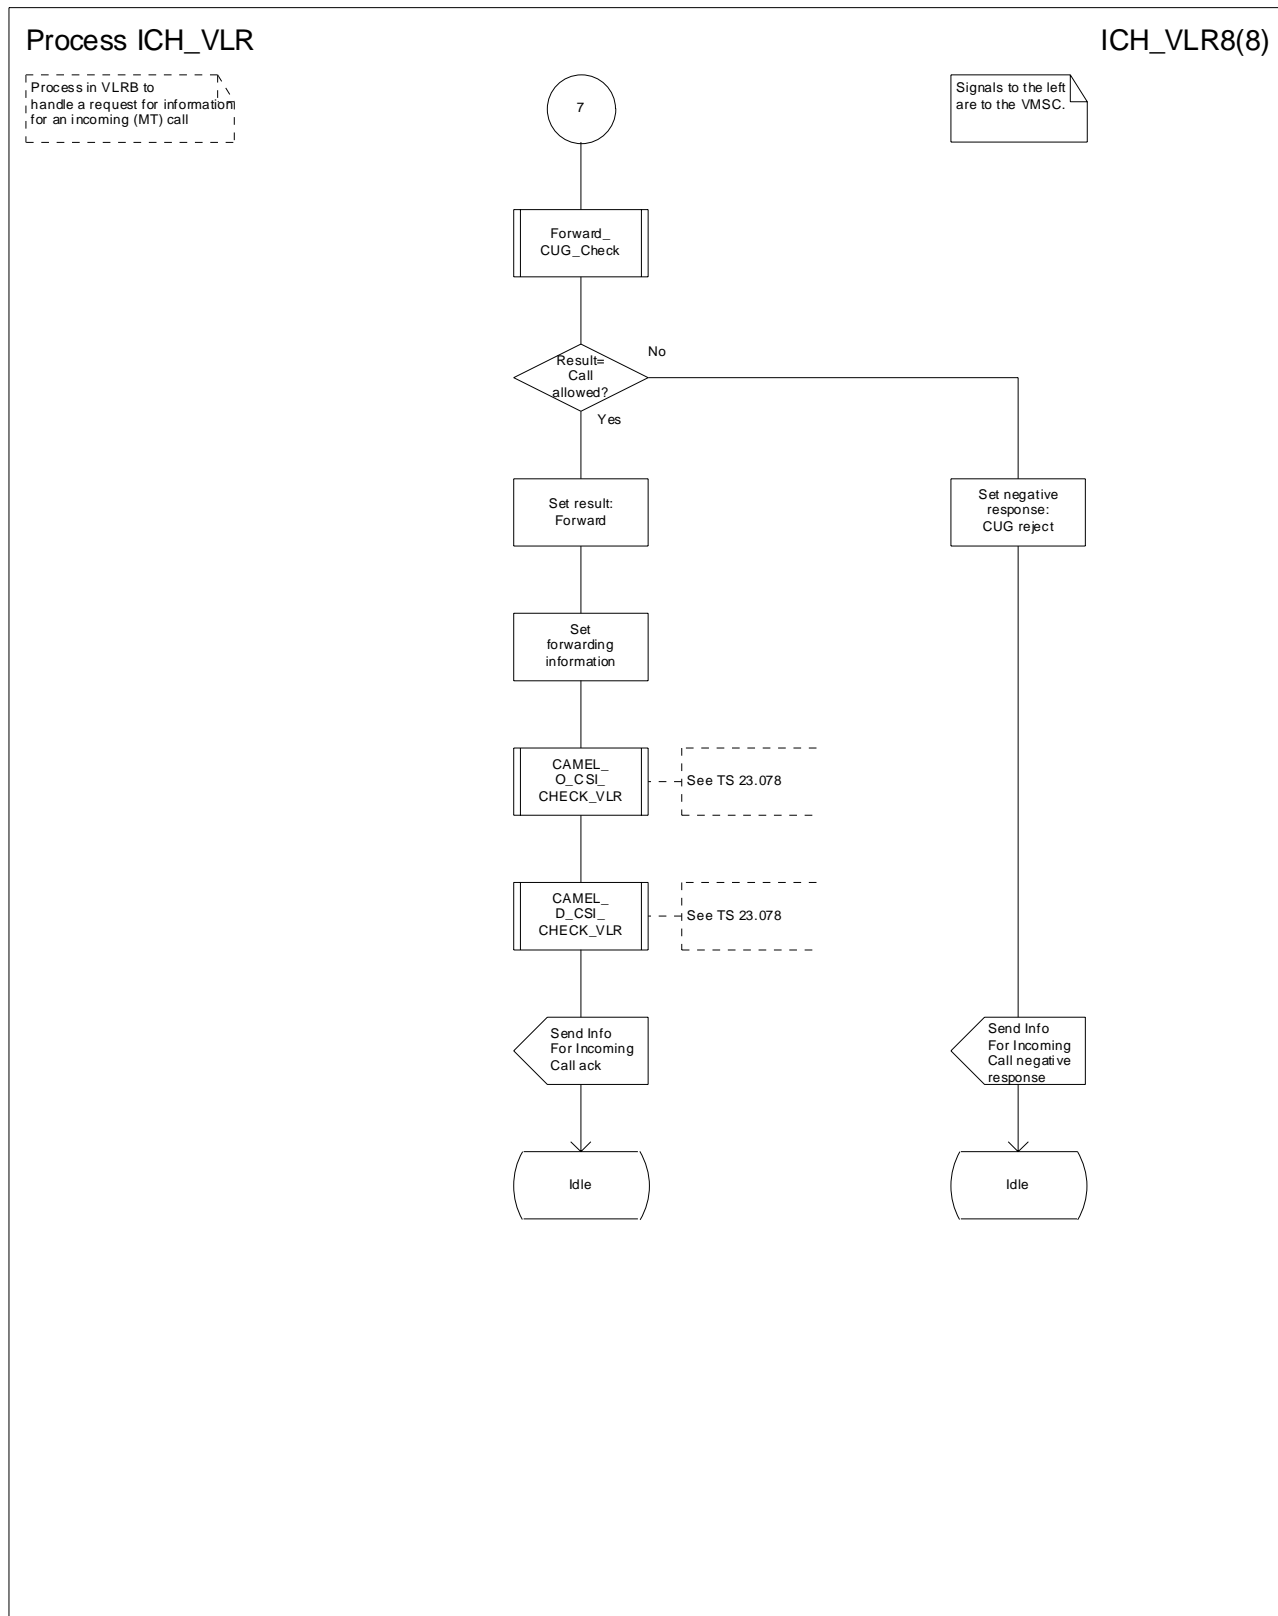 Process ICH_VLR
ICH_VLR8(8)
Process in VLRB to
handle a request for information
for an incoming (MT) call
7
Signals to the left
are to the VMSC.
Forward_
CUG_Check
Result=
Call
allowed?
No
Yes
Set result:
Forward
Set negative
response:
CUG reject
Set
forwarding
information
CAMEL_
O_CSI_
CHECK_VLR
See TS 23.078
CAMEL_
D_CSI_
CHECK_VLR
See TS 23.078
Send Info
For Incoming
Call ack
Send Info
For Incoming
Call negative
response
Idle
Idle